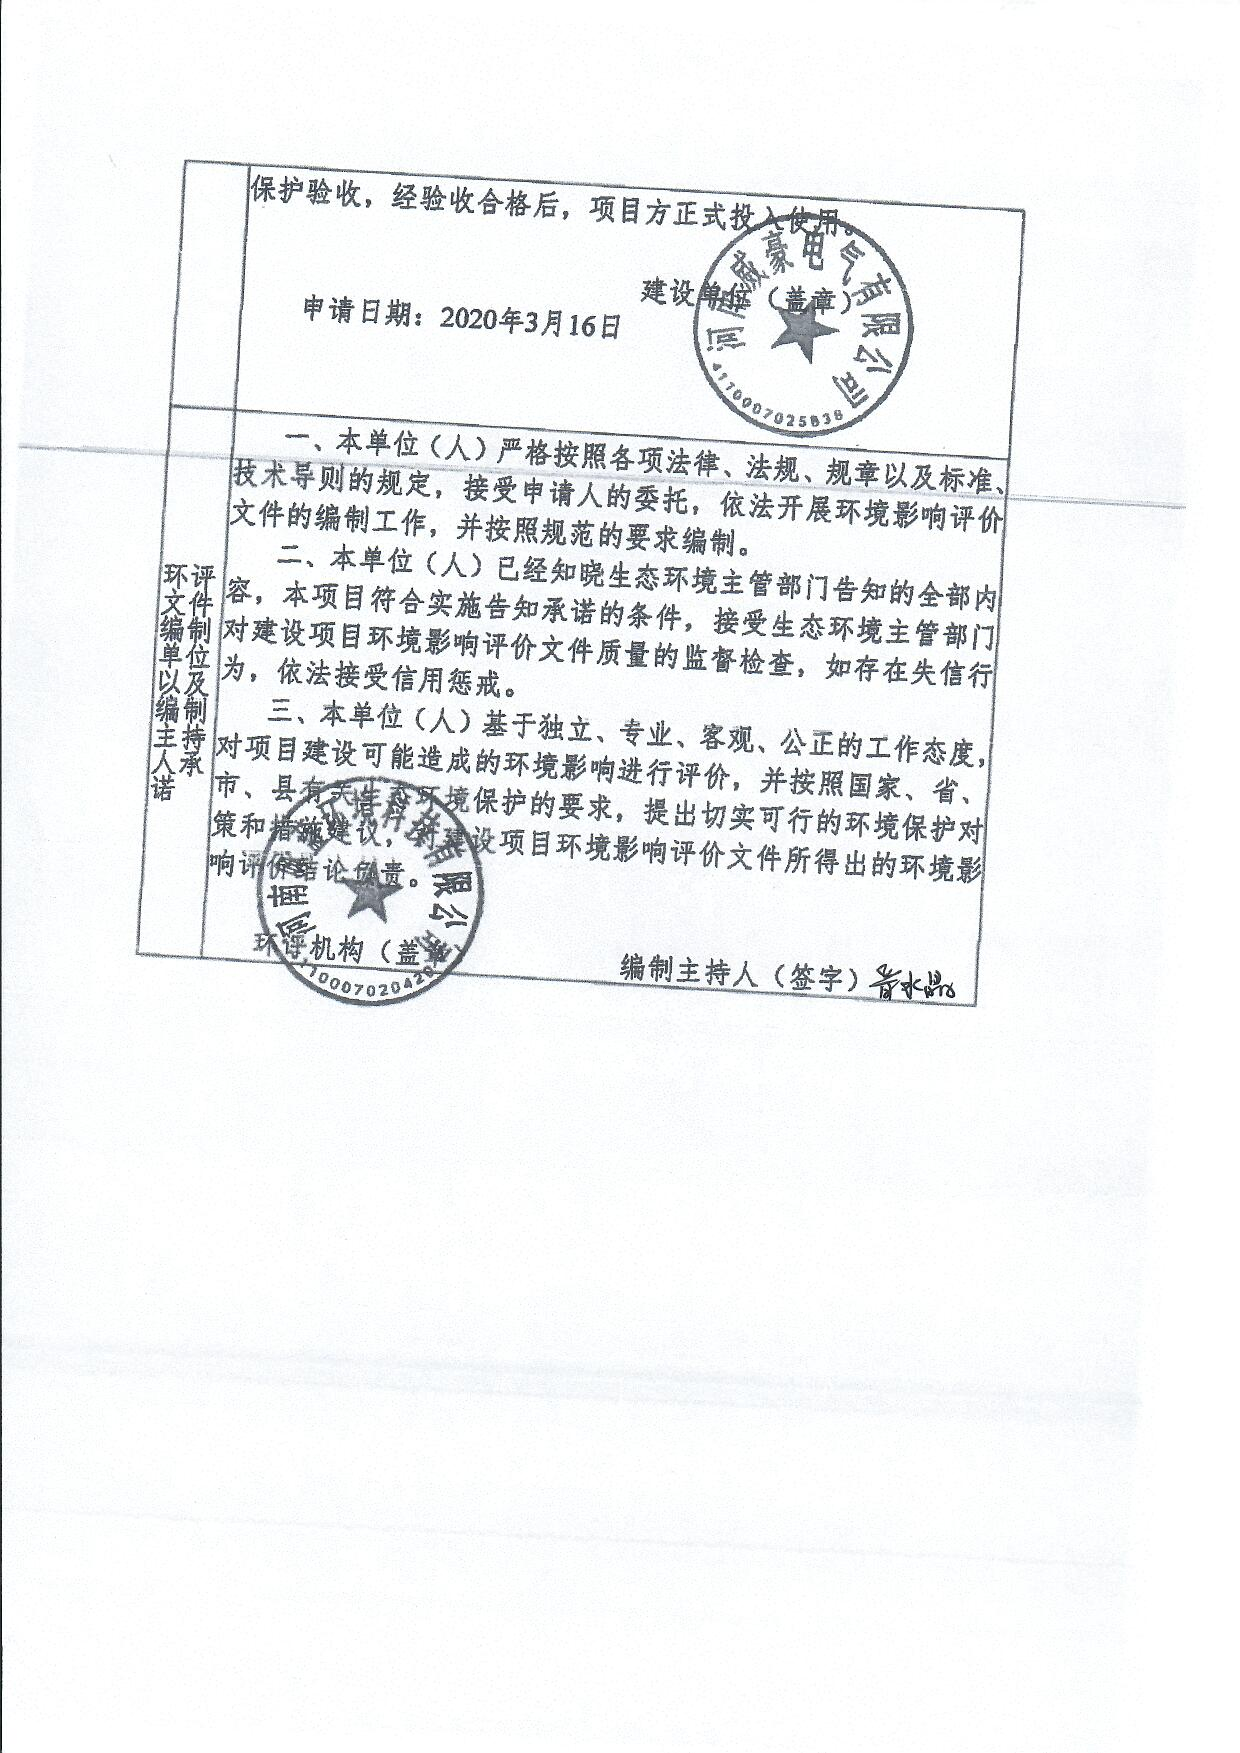 保护验收，经验收合格后，项目方正式投入使用。
建设单位（盖章）
河南威豪电气有限公司
4110007025838
申请日期：2020年3月16日
环评
文件
编制
单位
以及
编制
主持
人承
诺
一、本单位（人）严格按照各项法律、法规、规章以及标准、
技术导则的规定，接受申请人的委托，依法开展环境影响评价
文件的编制工作，并按照规范的要求编制。
二、本单位（人）已经知晓生态环境主管部门告知的全部内
容，本项目符合实施告知承诺的条件，接受生态环境主管部门
对建设项目环境影响评价文件质量的监督检查，如存在失信行
为，依法接受信用惩戒。
三、本单位（人）基于独立、专业、客观、公正的工作态度，
对项目建设可能造成的环境影响进行评价，并按照国家、省、
市、县有关生态环境保护的要求，提出切实可行的环境保护对
策和措施建议，对建设项目环境影响评价文件所得出的环境影
响评价结论负责。
环评机构（盖
河南 环境科技有限公司
编制主持人（签字）